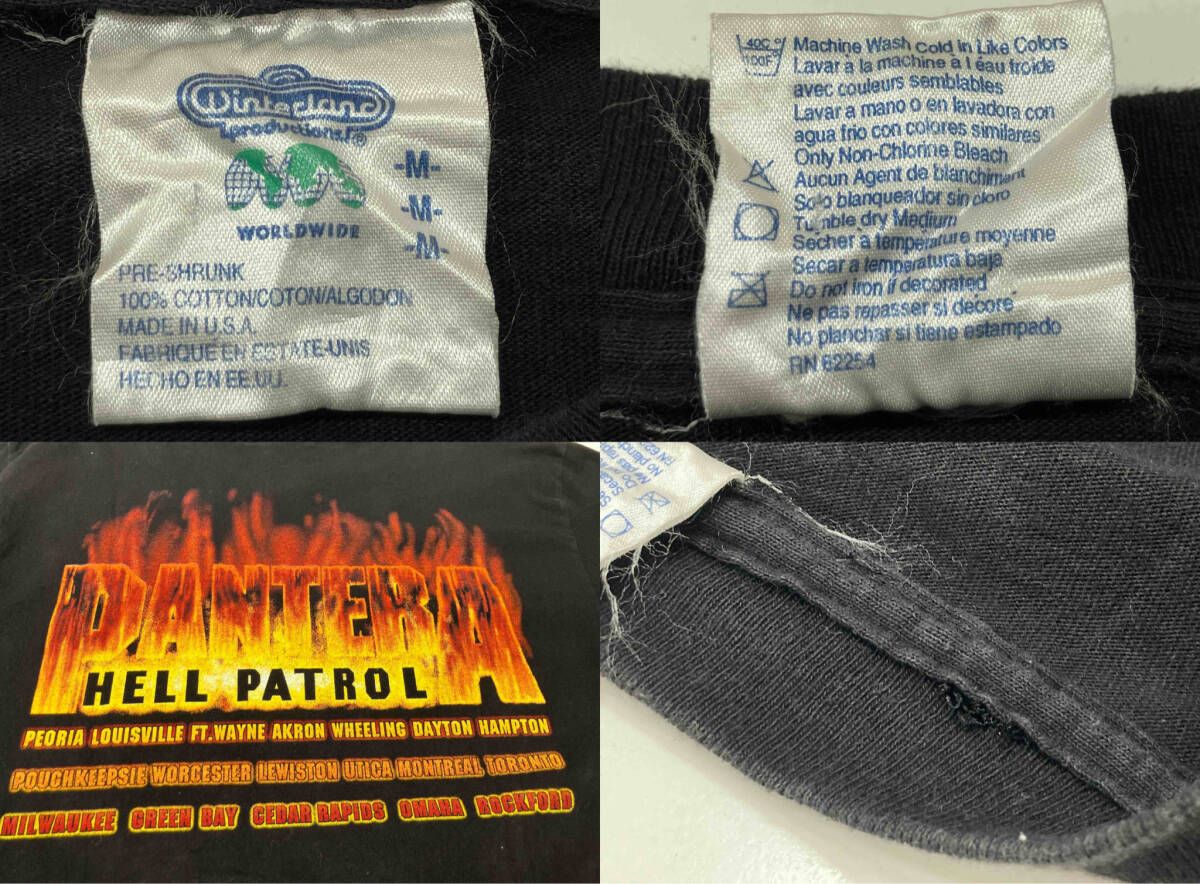 Winterland
Productions®
-M-
-M-
-M-
WORLDWIDE
PRE-SHRUNK
100% COTTON/COTON/ALGODON
MADE IN U.S.A.
FABRIQUE EN ESTATE-UNIS
HECHO EN EE.UU.
40C
100F
Machine Wash Cold in Like Colors
Lavar a la machine a l eau froide
avec couleurs semblables
Lavar a mano o en lavadora con
agua frio con colores similares
Only Non-Chlorine Bleach
Aucun Agent de blanchiment
Solo blanqueador sin cloro
Tumble dry Medium
Secher a temperature moyenne
Secar a temperatura baja
Do not iron if decorated
Ne pas repasser si decore
No planchar si tiene estampado
RN 62254
PANTERA
HELL PATROL
PEORIA LOUISVILLE FT. WAYNE AKRON WHEELING DAYTON HAMPTON
POUGHKEEPSIE WORCESTER LEWISTON UTICA MONTREAL TORONTO
MILWAUKEE GREEN BAY CEDAR RAPIDS OMAHA ROCKFORD